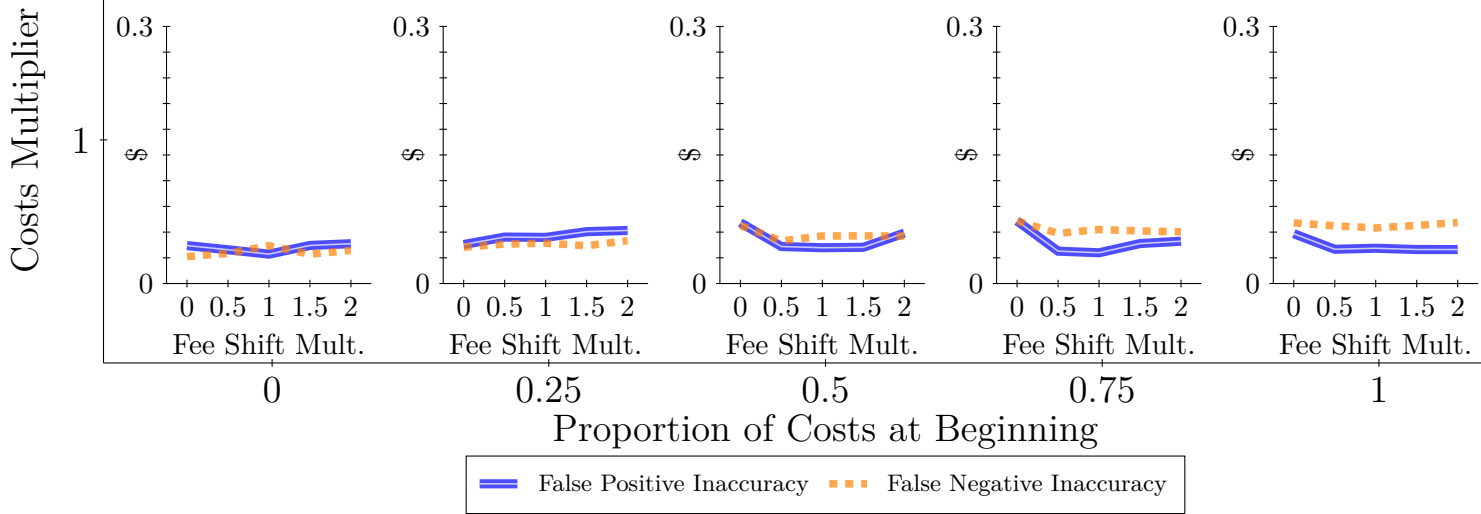 Costs Multiplier
1
0.3 0.3 0.3 0.3 0.3
$ $ $ $ $
0 0 0 0 0
0 0.5 1 1.5 2 0 0.5 1 1.5 2 0 0.5 1 1.5 2 0 0.5 1 1.5 2 0 0.5 1 1.5 2
Fee Shift Mult. Fee Shift Mult. Fee Shift Mult. Fee Shift Mult. Fee Shift Mult.
0 0.25 0.5 0.75 1
Proportion of Costs at Beginning
False Positive Inaccuracy False Negative Inaccuracy